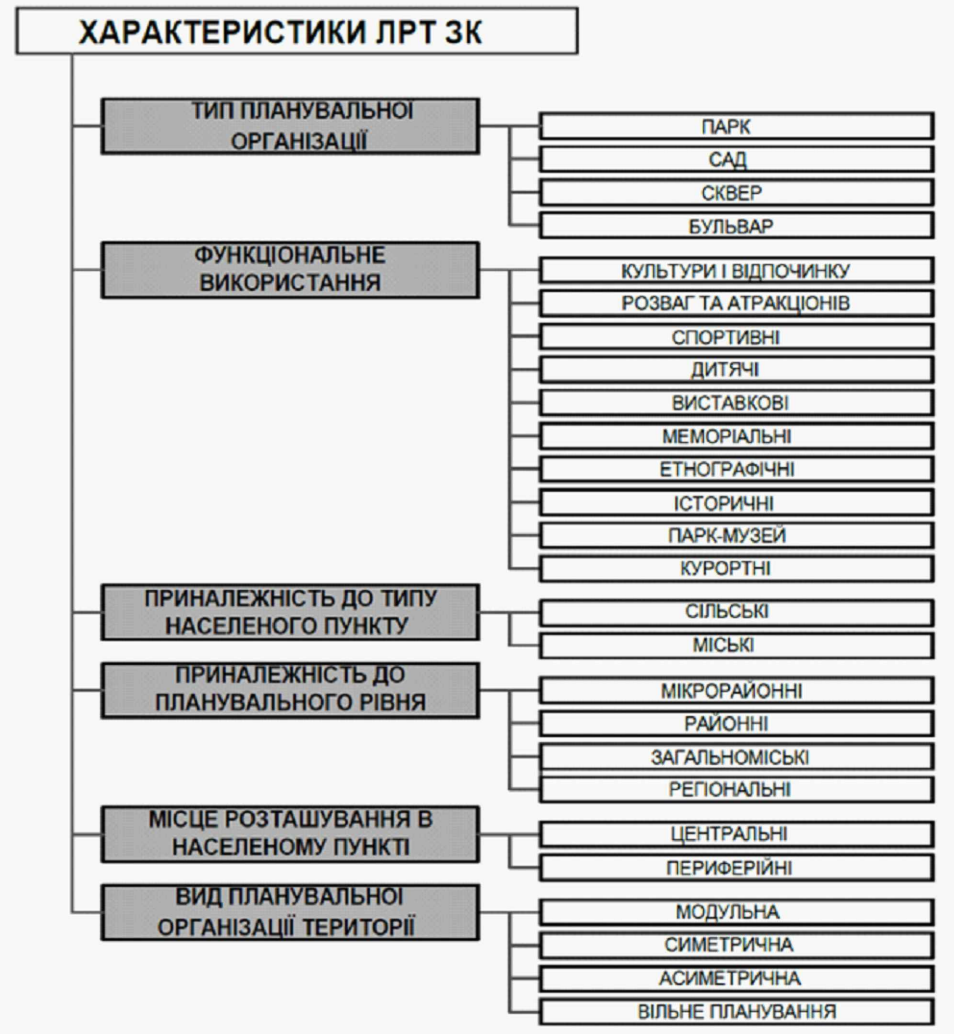 ХАРАКТЕРИСТИКИ ЛРТ ЗК
ТИП ПЛАНУВАЛЬНОЇ
ОРГАНІЗАЦІЇ
ПАРК
САД
СКВЕР
БУЛЬВАР
ФУНКЦІОНАЛЬНЕ
ВИКОРИСТАННЯ
КУЛЬТУРИ І ВІДПОЧИНКУ
РОЗВАГ ТА АТРАКЦІОНІВ
СПОРТИВНІ
ДИТЯЧІ
ВИСТАВКОВІ
МЕМОРІАЛЬНІ
ЕТНОГРАФІЧНІ
ІСТОРИЧНІ
ПАРК-МУЗЕЙ
КУРОРТНІ
ПРИНАЛЕЖНІСТЬ ДО ТИПУ
НАСЕЛЕНОГО ПУНКТУ
СІЛЬСЬКІ
МІСЬКІ
ПРИНАЛЕЖНІСТЬ ДО
ПЛАНУВАЛЬНОГО РІВНЯ
МІКРОРАЙОННІ
РАЙОННІ
ЗАГАЛЬНОМІСЬКІ
РЕГІОНАЛЬНІ
МІСЦЕ РОЗТАШУВАННЯ В
НАСЕЛЕНОМУ ПУНКТІ
ЦЕНТРАЛЬНІ
ПЕРИФЕРІЙНІ
ВИД ПЛАНУВАЛЬНОЇ
ОРГАНІЗАЦІЇ ТЕРИТОРІЇ
МОДУЛЬНА
СИМЕТРИЧНА
АСИМЕТРИЧНА
ВІЛЬНЕ ПЛАНУВАННЯ